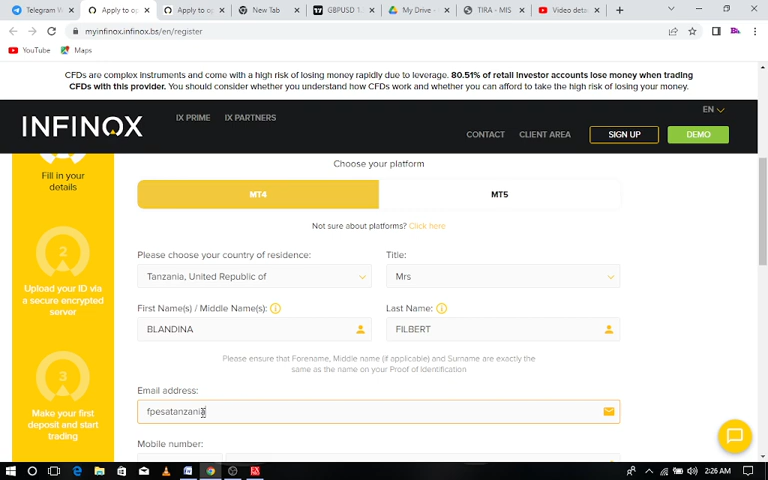 Telegram W
Apply to op
Apply to op
New Tab
GBPUSD 1.
My Drive -
TIRA - MIS
Video deta
myinfinox.infinox.bs/en/register
YouTube
Maps
CFDs are complex instruments and come with a high risk of losing money rapidly due to leverage. 80.51% of retail investor accounts lose money when trading
CFDs with this provider. You should consider whether you understand how CFDs work and whether you can afford to take the high risk of losing your money.
EN
INFINOX
IX PRIME
IX PARTNERS
CONTACT
CLIENT AREA
SIGN UP
DEMO
Fill in your
details
2
Upload your ID via
a secure encrypted
server
3
Make your first
deposit and start
trading
Choose your platform
MT4
MT5
Not sure about platforms? Click here
Please choose your country of residence:
Title:
Tanzania, United Republic of
Mrs
First Name(s) / Middle Name(s):
Last Name:
BLANDINA
FILBERT
Please ensure that Forename, Middle name (if applicable) and Surname are exactly the
same as the name on your Proof of Identification
Email address:
fpesatanzania
Mobile number:
2:26 AM